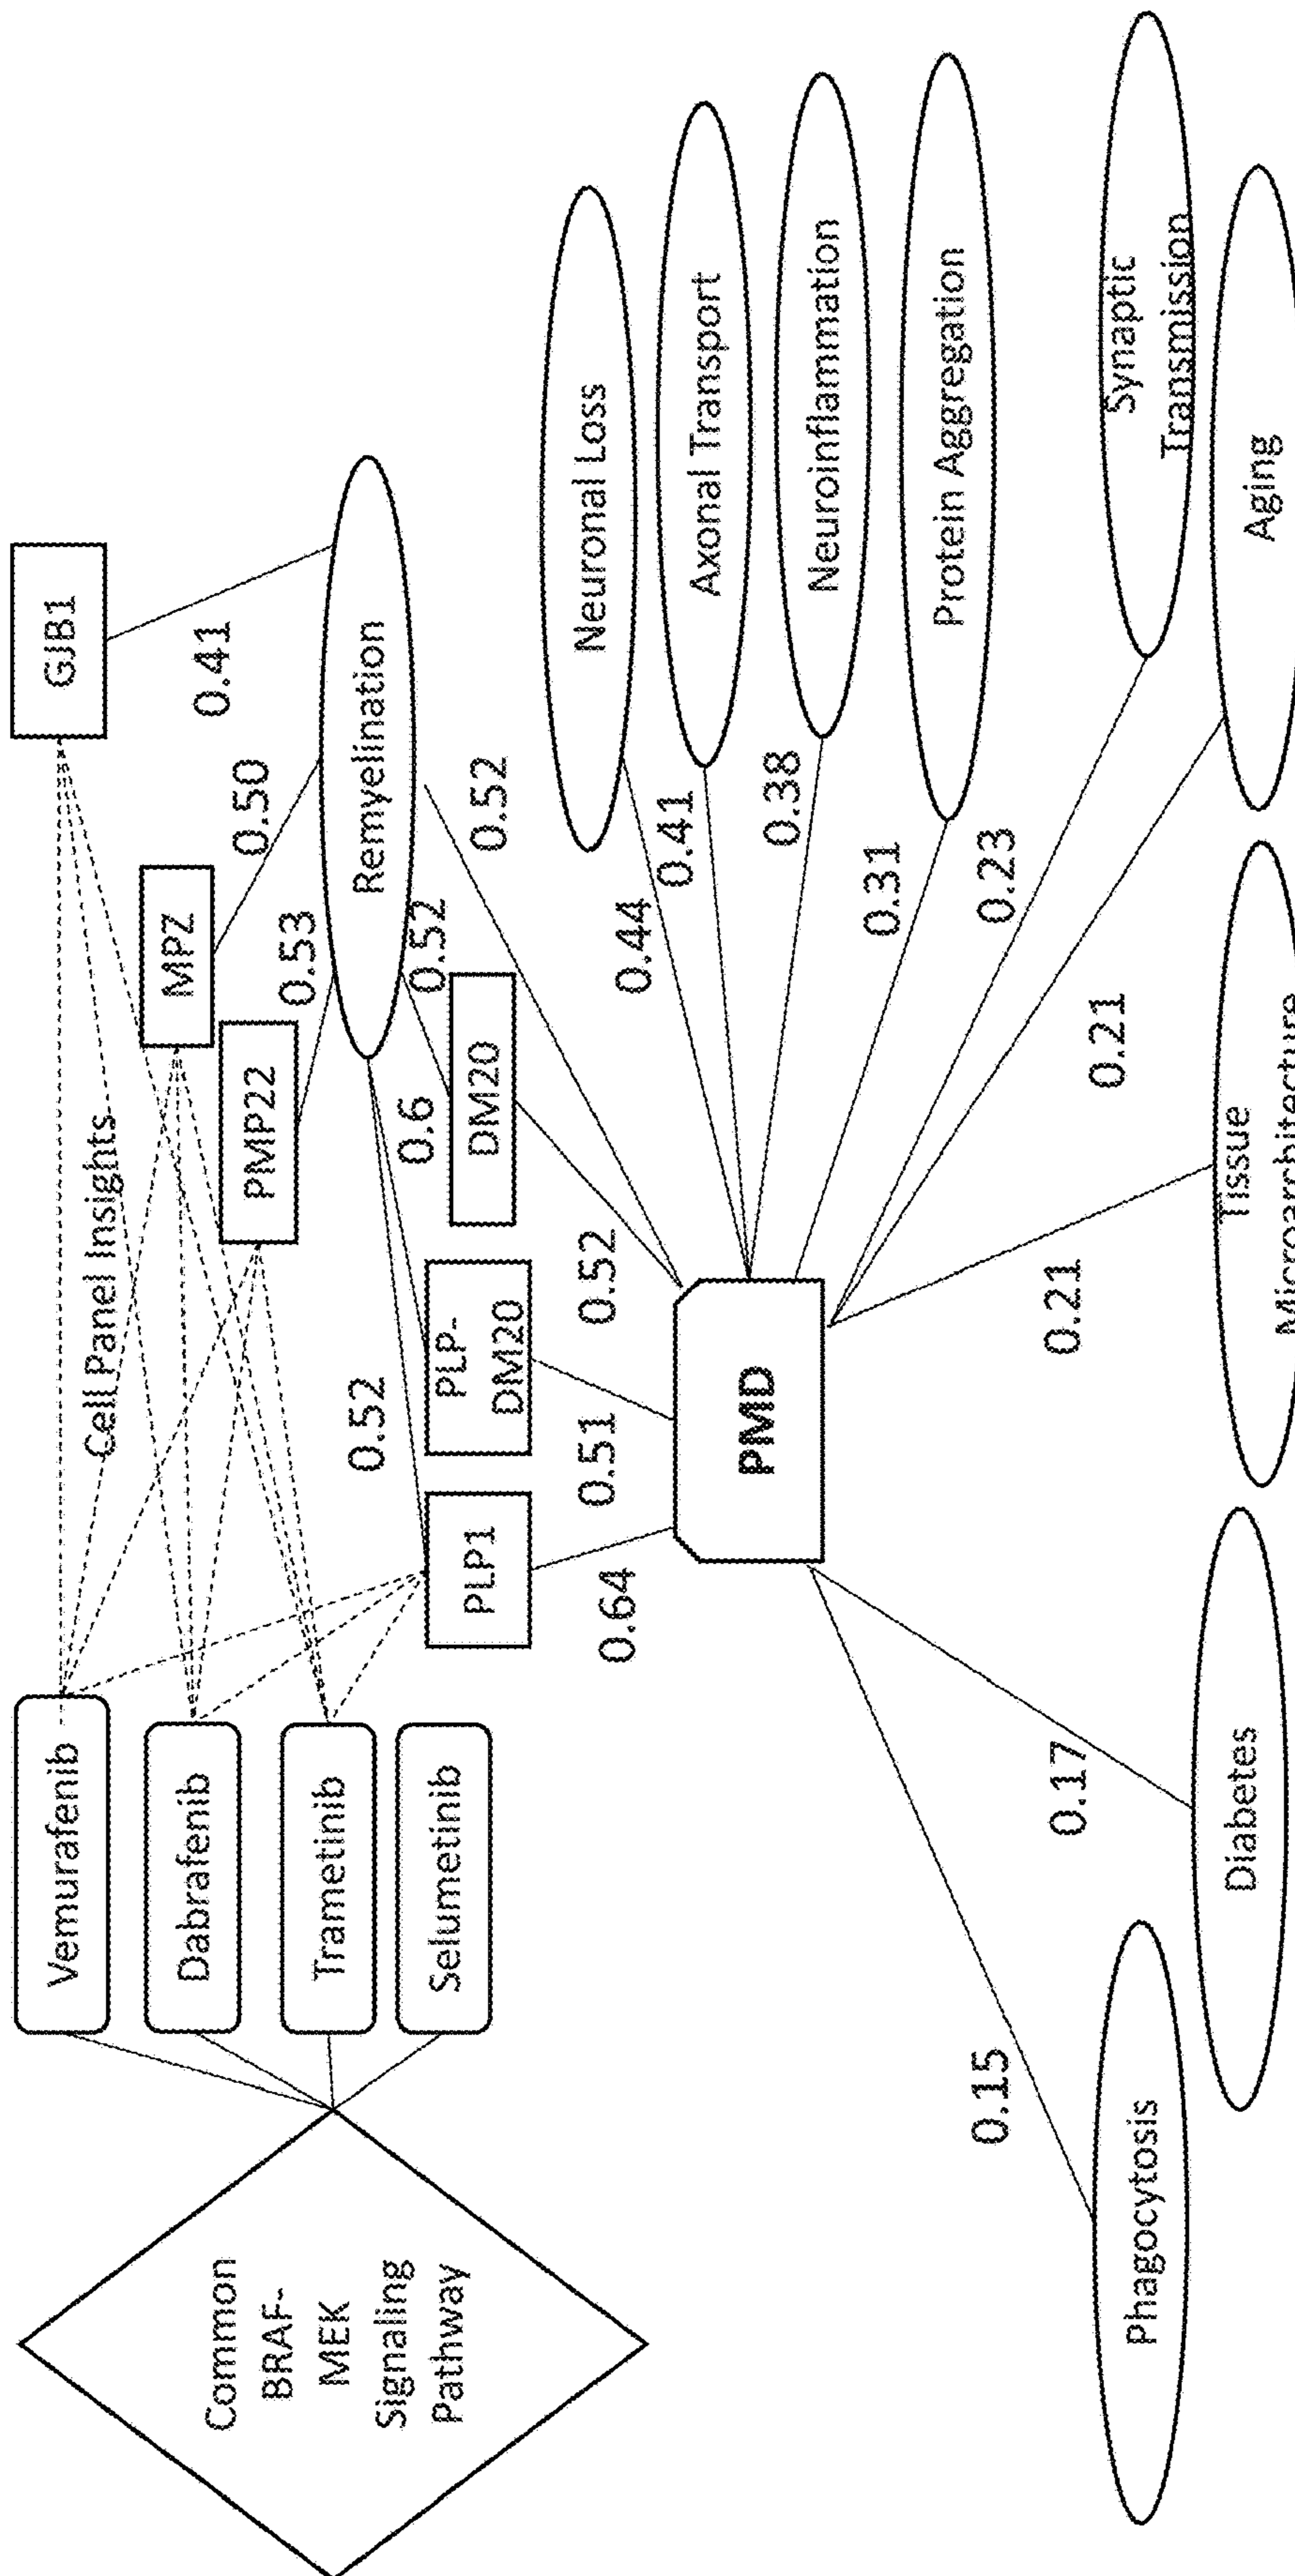 Common
BRAF-
MEK
Signaling
Pathway
Vemurafenib
Dabrafenib
Trametinib
Selumetinib
Cell Panel Insights
GJB1
MPZ
PMP22
0.41
0.50
0.53
Remyelination
0.52
0.6
0.52
0.52
PLP1
PLP-
DM20
DM20
0.64
0.51
0.52
PMD
0.44
0.41
0.38
0.31
0.23
0.21
0.21
0.17
0.15
Neuronal Loss
Axonal Transport
Neuroinflammation
Protein Aggregation
Synaptic
Transmission
Aging
Tissue
Microarchitecture
Diabetes
Phagocytosis